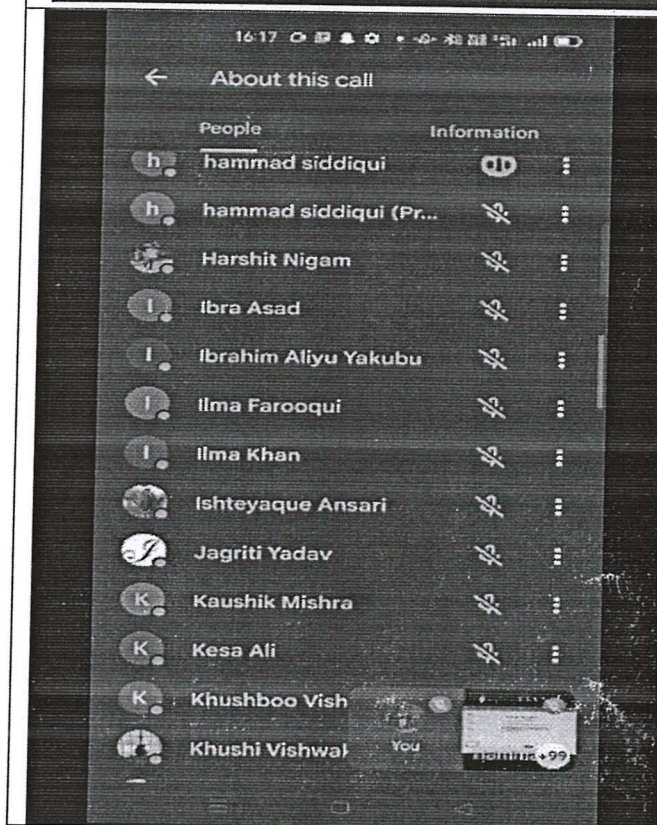 16:17
← About this call
People Information
h hammad siddiqui
h hammad siddiqui (Pr...
Harshit Nigam
I Ibra Asad
I Ibrahim Aliyu Yakubu
I Ilma Farooqui
I Ilma Khan
Ishteyaque Ansari
J Jagriti Yadav
K Kaushik Mishra
K Kesa Ali
K Khushboo Vish
Khushi Vishwal
You
+99